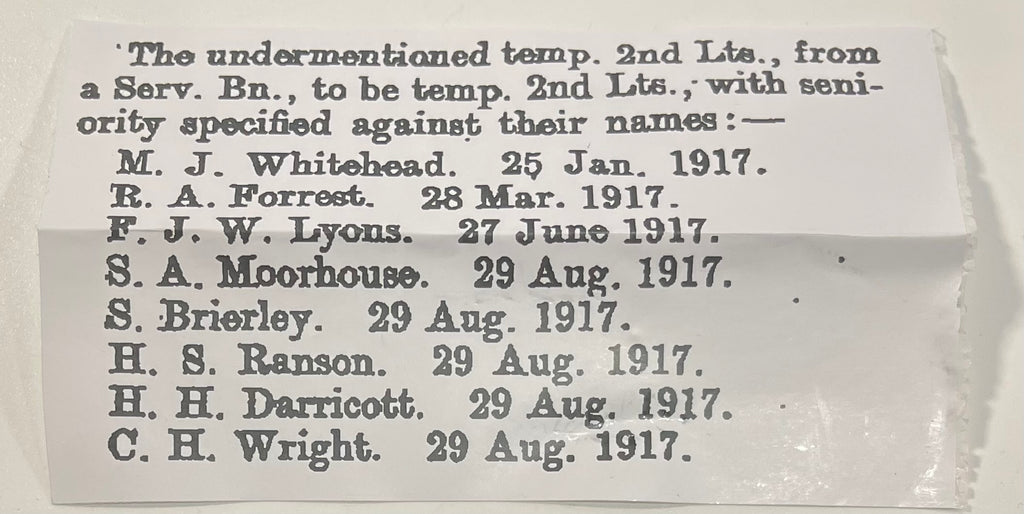 The undermentioned temp. 2nd Lts., from
a Serv. Bn., to be temp. 2nd Lts., with seni-
ority specified against their names:—
M. J. Whitehead. 25 Jan. 1917.
R. A. Forrest. 28 Mar. 1917.
F. J. W. Lyons. 27 June 1917.
S. A. Moorhouse. 29 Aug. 1917.
S. Brierley. 29 Aug. 1917.
H. S. Ranson. 29 Aug. 1917.
H. H. Darricott. 29 Aug. 1917.
C. H. Wright. 29 Aug. 1917.